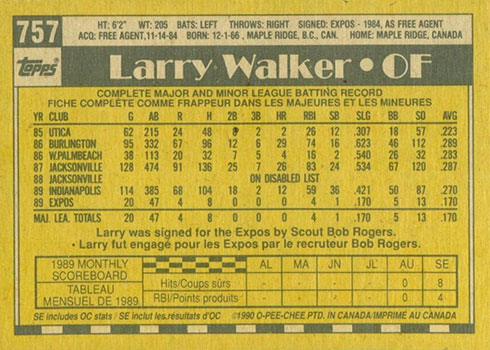 757 HT: 6'2" WT: 205 BATS: LEFT THROWS: RIGHT SIGNED: EXPOS - 1984, AS FREE AGENT
ACQ: FREE AGENT,11-14-84 BORN: 12-1-66 , MAPLE RIDGE, B.C., CAN. HOME: MAPLE RIDGE, CANADA
TOPPS Larry Walker • OF
COMPLETE MAJOR AND MINOR LEAGUE BATTING RECORD
FICHE COMPLÈTE COMME FRAPPEUR DANS LES MAJEURES ET LES MINEURES
YR CLUB G AB R H 2B 3B HR RBI SB SLG BB SO AVG
85 UTICA 62 215 24 48 8 2 2 26 12 .307 18 57 .223
86 BURLINGTON 95 332 67 96 12 6 29 74 16 .623 46 112 .289
86 W.PALMBEACH 38 113 20 32 7 5 4 16 2 .540 26 32 .283
87 JACKSONVILLE 128 474 91 136 25 7 26 83 24 .534 67 120 .287
88 JACKSONVILLE ON DISABLED LIST
89 INDIANAPOLIS 114 385 68 104 18 2 12 59 36 .421 50 87 .270
89 EXPOS 20 47 4 8 0 0 0 4 1 .170 5 13 .170
MAJ. LEA. TOTALS 20 47 4 8 0 0 0 4 1 .170 5 13 .170
Larry was signed for the Expos by Scout Bob Rogers.
• Larry fut engagé pour les Expos par le recruteur Bob Rogers.
1989 MONTHLY SCOREBOARD AL MA JN JL AU SE
TABLEAU MENSUEL DE 1989 Hits/Coups sûrs - - - - 0 8
RBI/Points produits - - - - 0 4
SE includes OC stats / SE incl.les résultats d'OC ©1990 O-PEE-CHEE PTD. IN CANADA/IMPRIMÉ AU CANADA